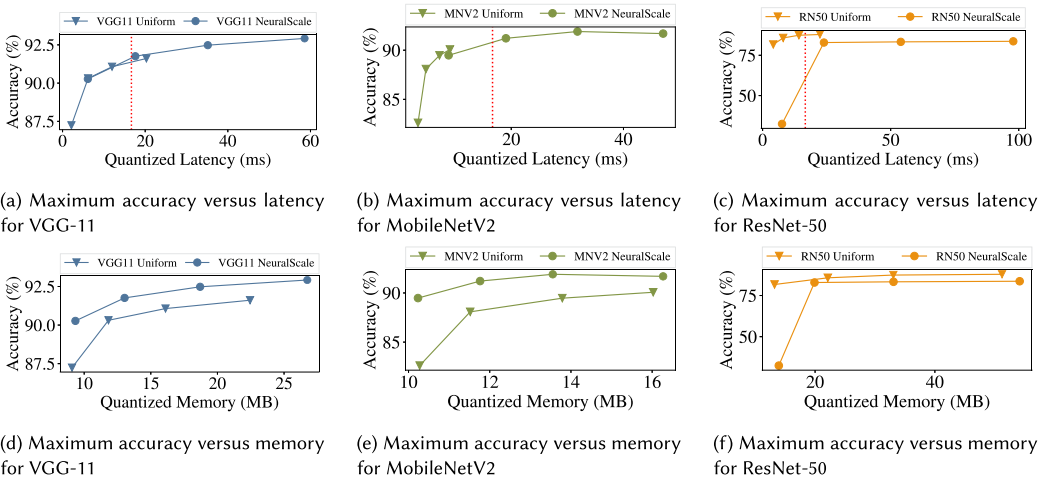 VGG11 Uniform VGG11 NeuralScale
Accuracy (%)
92.5
90.0
87.5
0 20 40 60
Quantized Latency (ms)
(a) Maximum accuracy versus latency
for VGG-11
MNV2 Uniform MNV2 NeuralScale
Accuracy (%)
90
85
20 40
Quantized Latency (ms)
(b) Maximum accuracy versus latency
for MobileNetV2
RN50 Uniform RN50 NeuralScale
Accuracy (%)
75
50
0 50 100
Quantized Latency (ms)
(c) Maximum accuracy versus latency
for ResNet-50
VGG11 Uniform VGG11 NeuralScale
Accuracy (%)
92.5
90.0
87.5
10 15 20 25
Quantized Memory (MB)
(d) Maximum accuracy versus memory
for VGG-11
MNV2 Uniform MNV2 NeuralScale
Accuracy (%)
90
85
10 12 14 16
Quantized Memory (MB)
(e) Maximum accuracy versus memory
for MobileNetV2
RN50 Uniform RN50 NeuralScale
Accuracy (%)
75
50
20 40
Quantized Memory (MB)
(f) Maximum accuracy versus memory
for ResNet-50